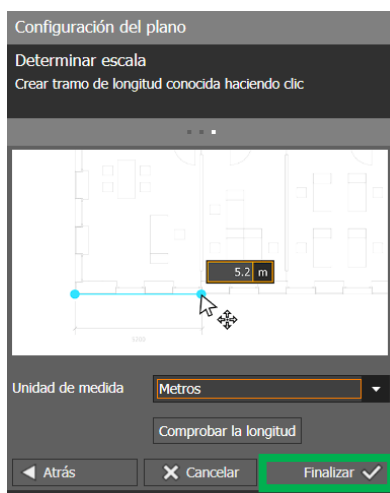 Configuración del plano
Determinar escala
Crear tramo de longitud conocida haciendo clic
5.2 m
Unidad de medida Metros
Comprobar la longitud
Atrás Cancelar Finalizar